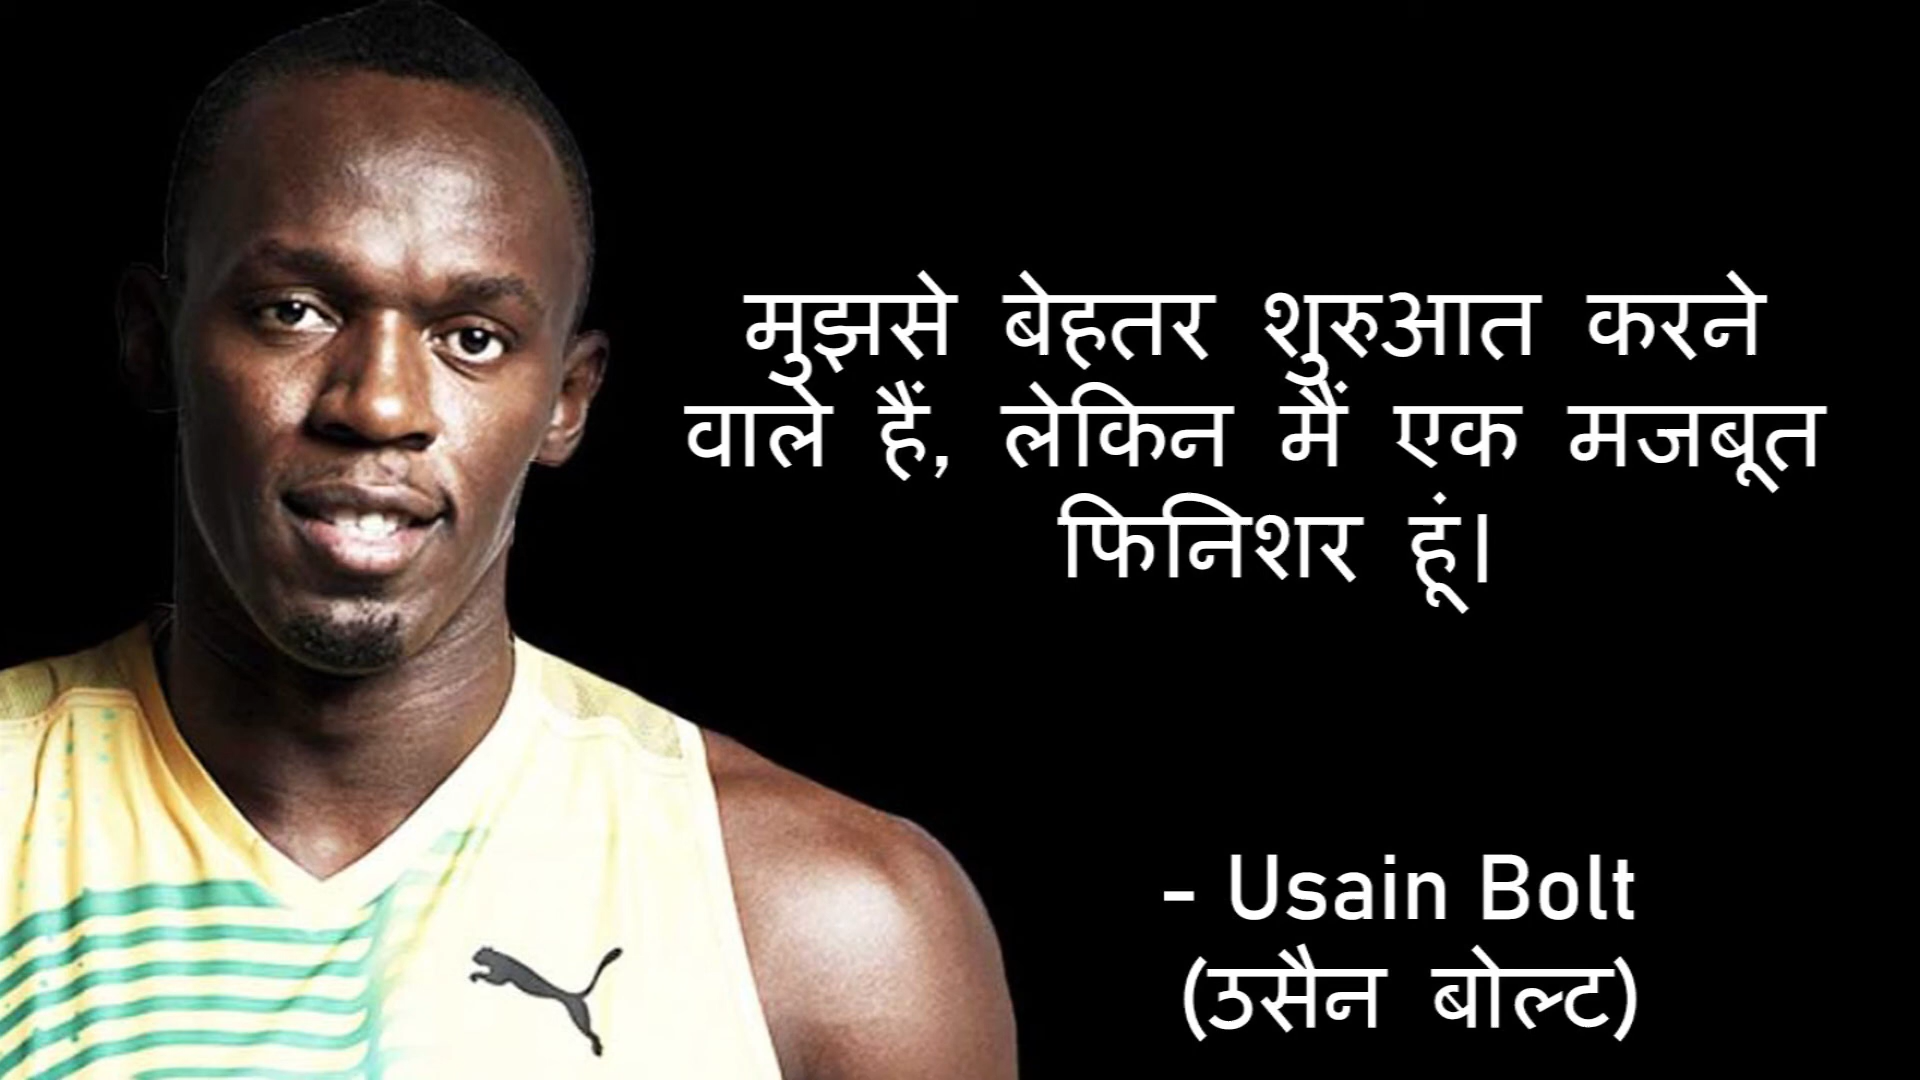 मुझसे बेहतर शुरुआत करने
वाले हैं, लेकिन मैं एक मजबूत
फिनिशर हूं।
- Usain Bolt
(उसैन बोल्ट)